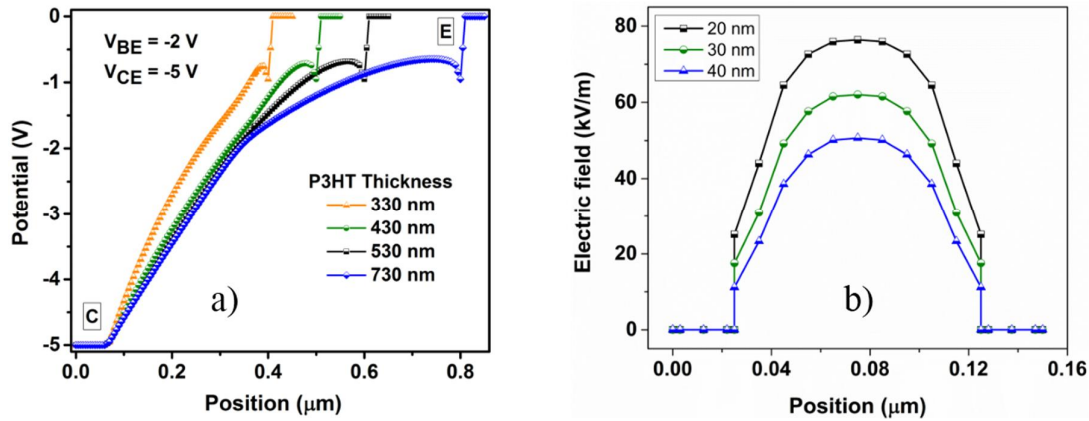 0
E
V_BE = -2 V
-1
V_CE = -5 V
Potential (V)
-2
P3HT Thickness
-3
330 nm
430 nm
-4
530 nm
730 nm
C
a)
-5
0.0 0.2 0.4 0.6 0.8
Position (μm)
80
20 nm
30 nm
40 nm
60
Electric field (kV/m)
40
20
b)
0
0.00 0.04 0.08 0.12 0.16
Position (μm)